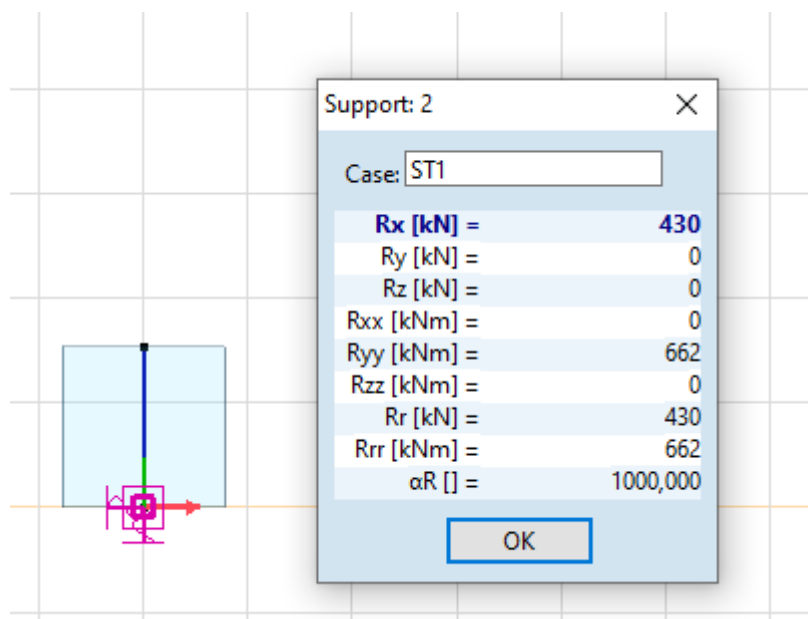 Support: 2
Case: ST1
Rx [kN] = 430
Ry [kN] = 0
Rz [kN] = 0
Rxx [kNm] = 0
Ryy [kNm] = 662
Rzz [kNm] = 0
Rr [kN] = 430
Rrr [kNm] = 662
αR [] = 1000,000
OK